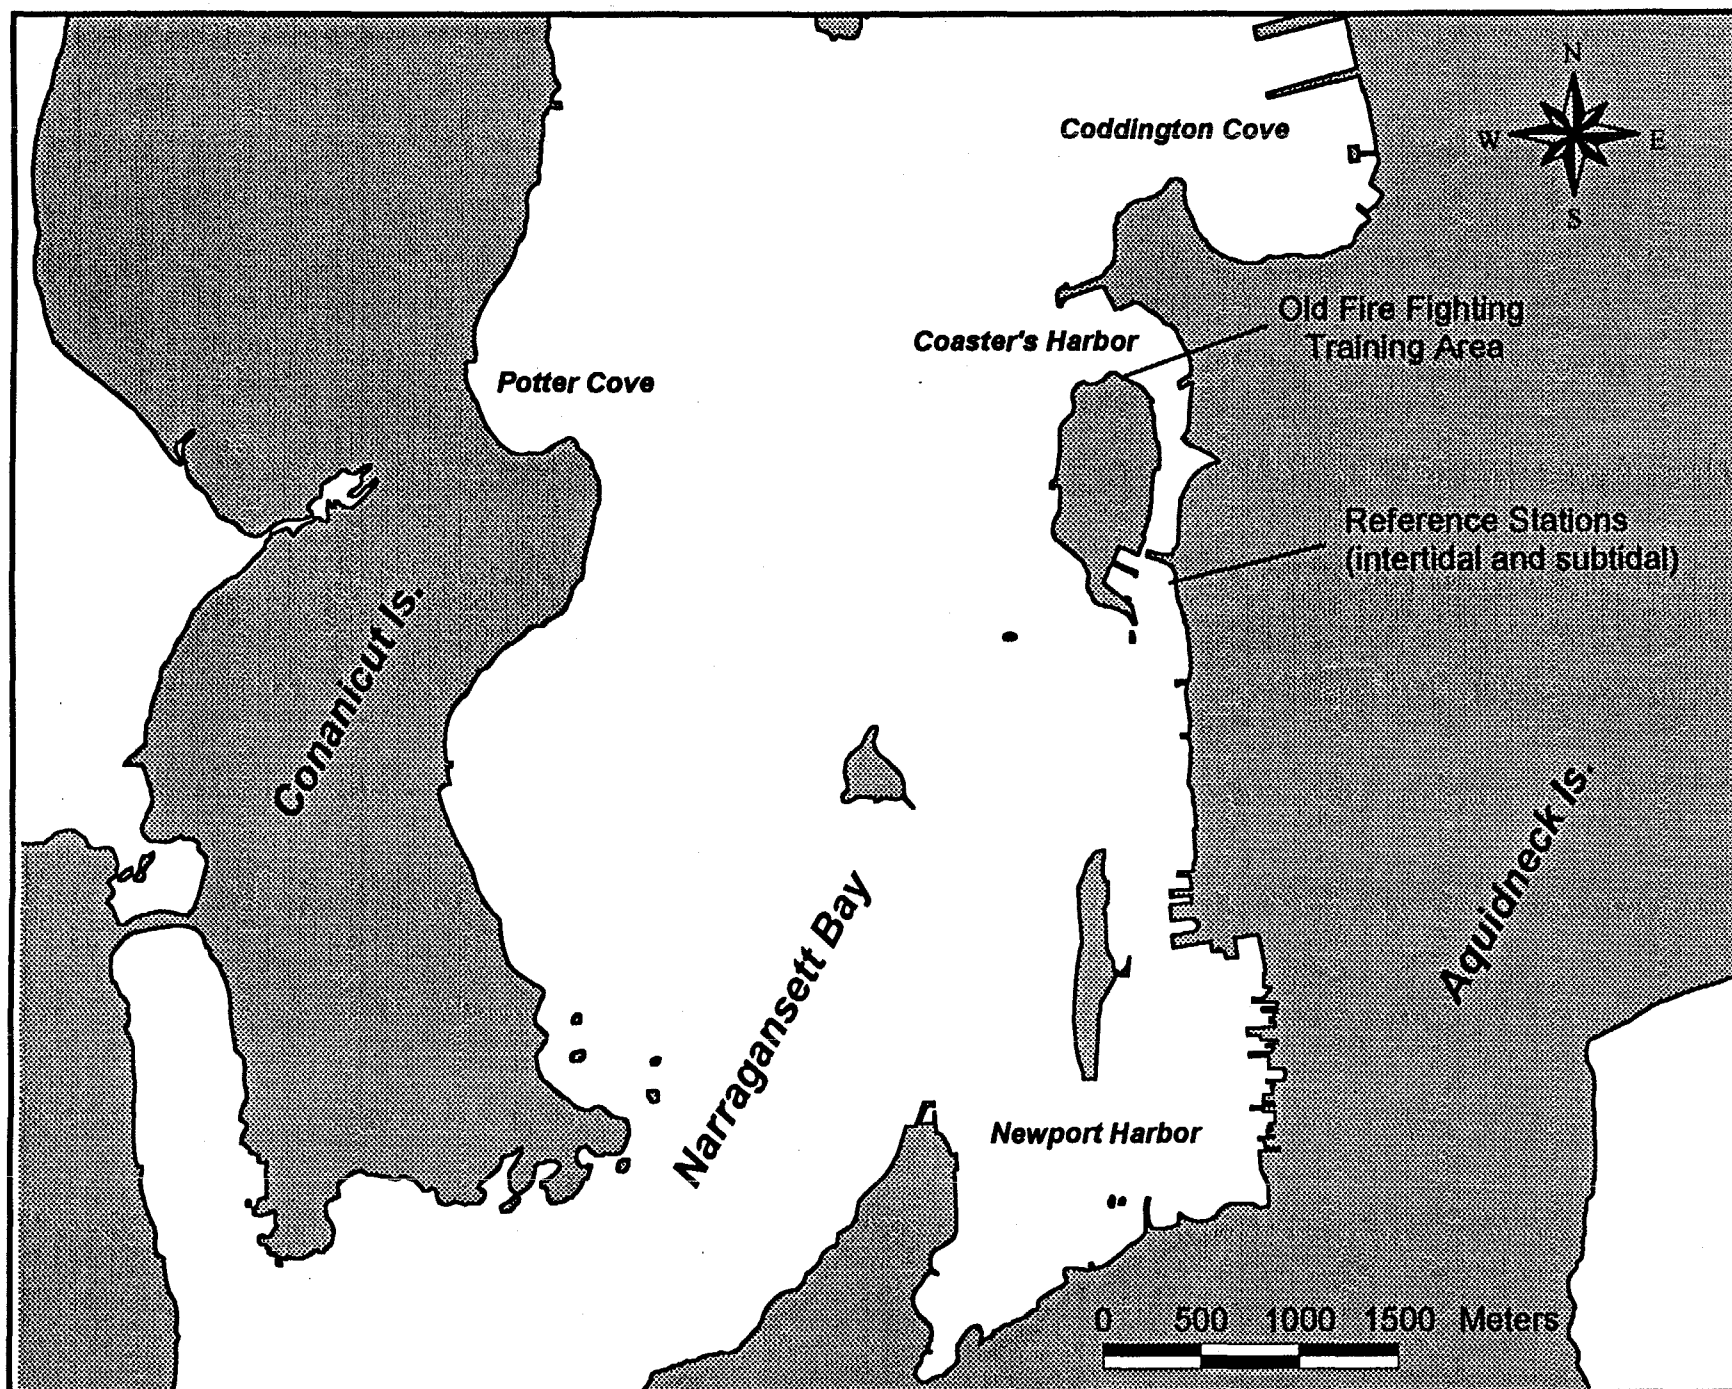 N
Coddington Cove
W E
S
Old Fire Fighting
Training Area
Coaster's Harbor
Potter Cove
Reference Stations
(intertidal and subtidal)
Conanicut Is.
Aquidneck Is.
Narragansett Bay
Newport Harbor
0 500 1000 1500 Meters